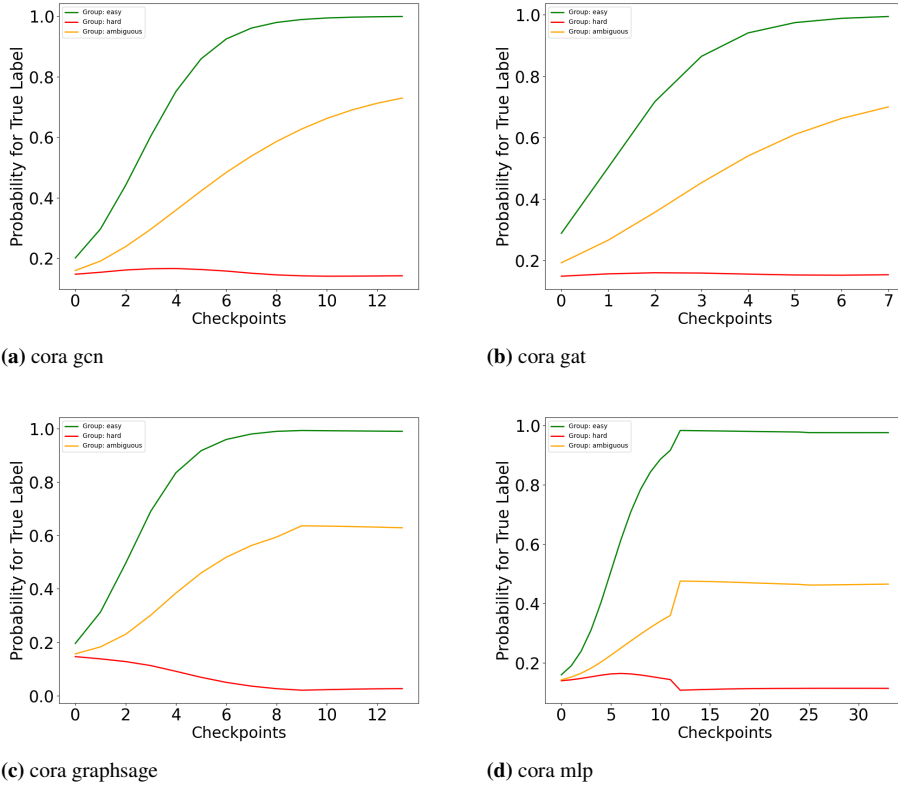 Group: easy
Group: hard
Group: ambiguous
Probability for True Label
1.0
0.8
0.6
0.4
0.2
0 2 4 6 8 10 12
Checkpoints
(a) cora gcn
Group: easy
Group: hard
Group: ambiguous
Probability for True Label
1.0
0.8
0.6
0.4
0.2
0 1 2 3 4 5 6 7
Checkpoints
(b) cora gat
Group: easy
Group: hard
Group: ambiguous
Probability for True Label
1.0
0.8
0.6
0.4
0.2
0.0
0 2 4 6 8 10 12
Checkpoints
(c) cora graphsage
Group: easy
Group: hard
Group: ambiguous
Probability for True Label
1.0
0.8
0.6
0.4
0.2
0 5 10 15 20 25 30
Checkpoints
(d) cora mlp